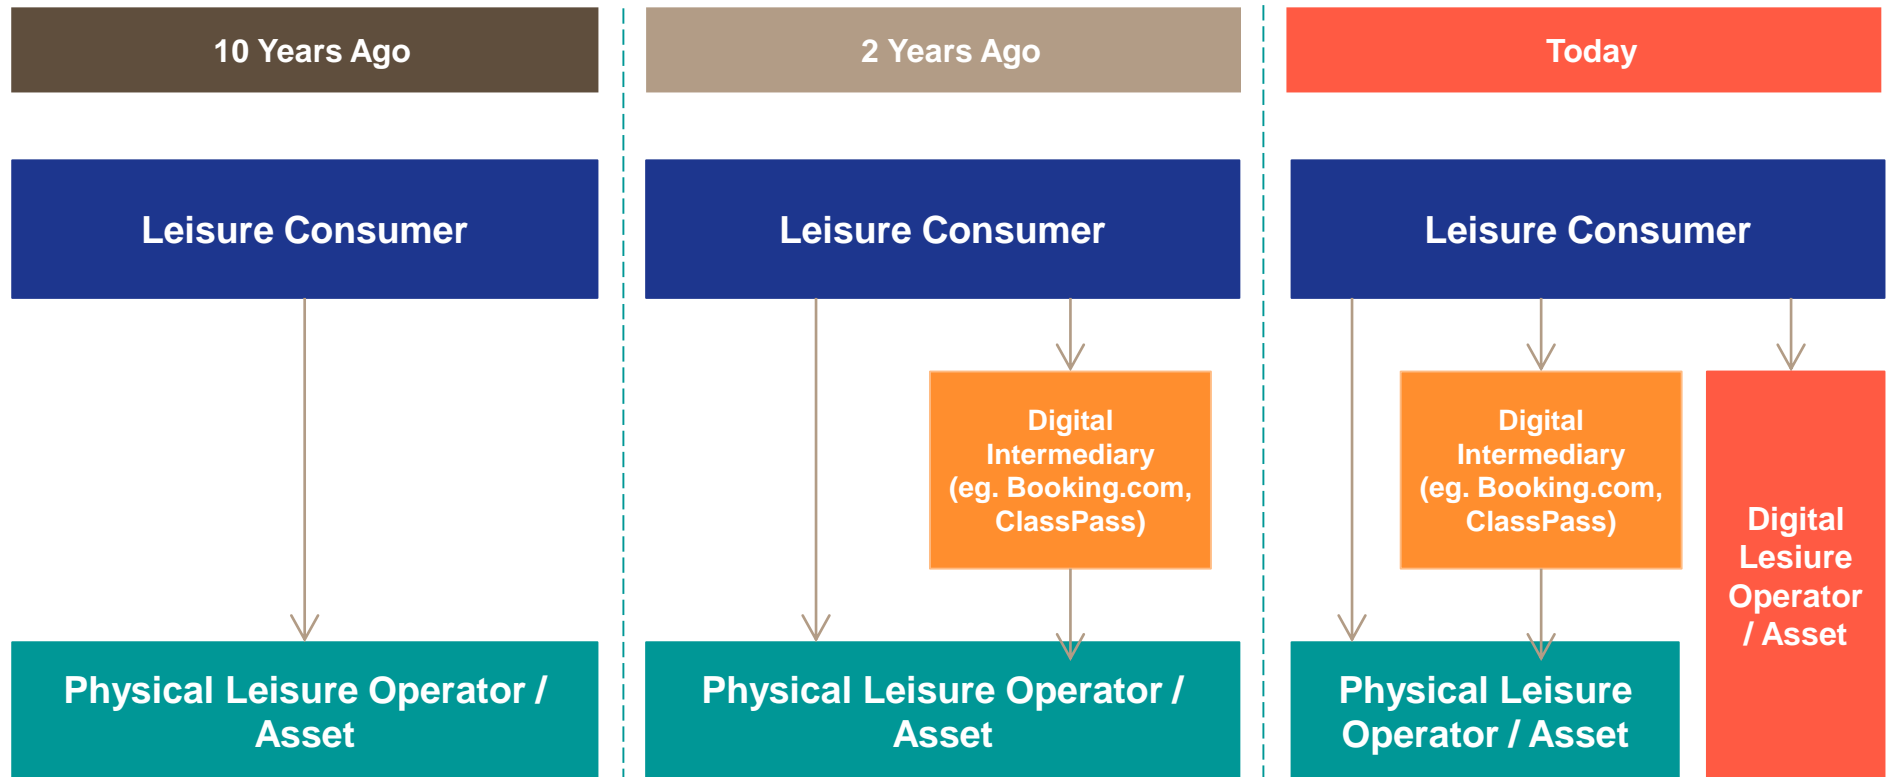 10 Years Ago
2 Years Ago
Today
Leisure Consumer
Leisure Consumer
Leisure Consumer
Digital
Intermediary
(eg. Booking.com,
ClassPass)
Digital
Intermediary
(eg. Booking.com,
ClassPass)
Digital
Lesiure
Operator
/ Asset
Physical Leisure Operator /
Asset
Physical Leisure Operator /
Asset
Physical Leisure
Operator / Asset